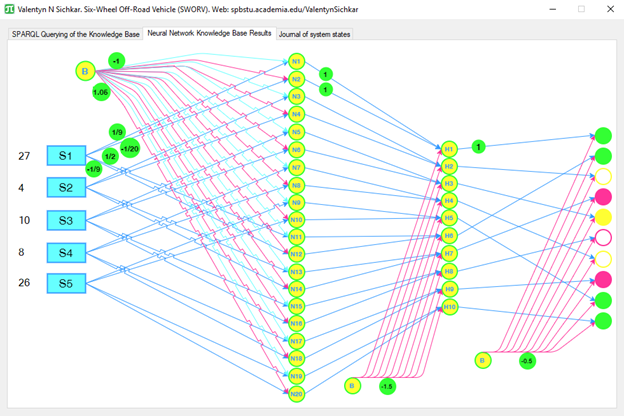 Valentyn N Sichkar. Six-Wheel Off-Road Vehicle (SWORV). Web: spbstu.academia.edu/ValentynSichkar
SPARQL Querying of the Knowledge Base Neural Network Knowledge Base Results Journal of system states
B
-1
1.05
1/9
-1/20
1/2
-1/9
27 S1
4 S2
10 S3
8 S4
26 S5
N1
N2
N3
N4
N5
N6
N7
N8
N9
N10
N11
N12
N13
N14
N15
N16
N17
N18
N19
N20
1
1
H1
H2
H3
H4
H5
H6
H7
H8
H9
H10
1
B
-1.5
B
-0.5